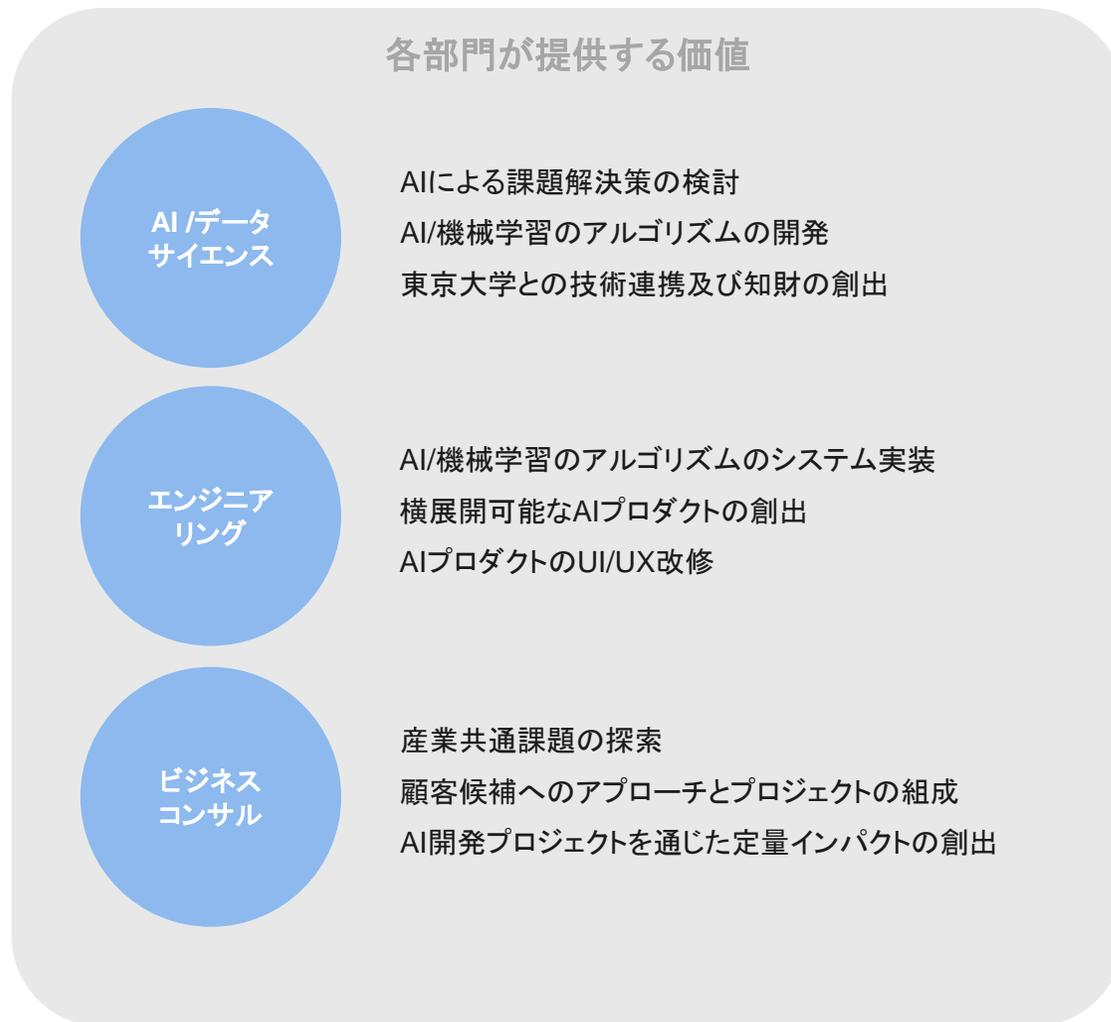 各部門が提供する価値
AI /データ
サイエンス
AIによる課題解決策の検討
AI/機械学習のアルゴリズムの開発
東京大学との技術連携及び知財の創出
エンジニア
リング
AI/機械学習のアルゴリズムのシステム実装
横展開可能なAIプロダクトの創出
AIプロダクトのUI/UX改修
ビジネス
コンサル
産業共通課題の探索
顧客候補へのアプローチとプロジェクトの組成
AI開発プロジェクトを通じた定量インパクトの創出